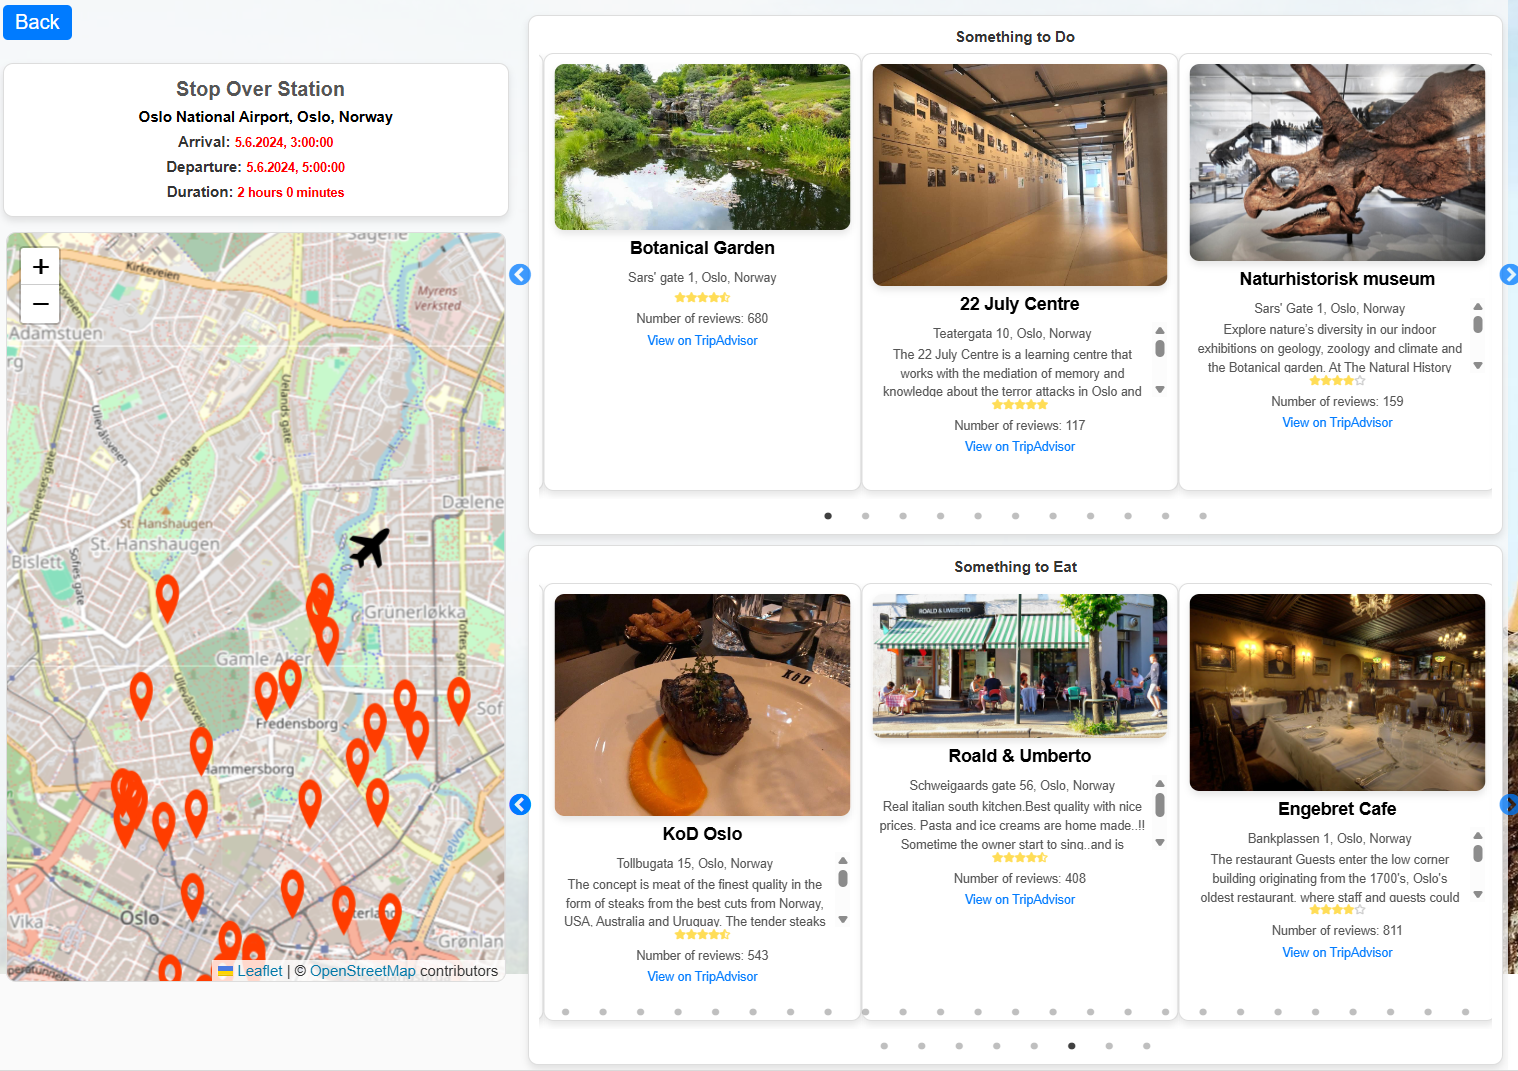 Back
Stop Over Station
Oslo National Airport, Oslo, Norway
Arrival: 5.6.2024, 3:00:00
Departure: 5.6.2024, 5:00:00
Duration: 2 hours 0 minutes
+
−
Sagene
Kirkeveien
Myrens
Verksted
Adamstuen
rg
Uelands gate
Ullevålsveien
Thereses gate
Colletts gate
Dælene
St. Hanshaugen
St. Hanshaugen
Bislett
Sofies gate
Grünerløkka
Toftes gate
Gamle Aker
Ullevålsveien
Sof
Fredensborg
Hammersborg
Akerselva
Vika
Oslo
Grønlan
Leaflet | © OpenStreetMap contributors
Something to Do
Botanical Garden
Sars' gate 1, Oslo, Norway
Number of reviews: 680
View on TripAdvisor
22 July Centre
Teatergata 10, Oslo, Norway
The 22 July Centre is a learning centre that
works with the mediation of memory and
knowledge about the terror attacks in Oslo and
Number of reviews: 117
View on TripAdvisor
Naturhistorisk museum
Sars' Gate 1, Oslo, Norway
Explore nature's diversity in our indoor
exhibitions on geology, zoology and climate and
the Botanical garden. At The Natural History
Number of reviews: 159
View on TripAdvisor
Something to Eat
KOD
KoD Oslo
Tollbugata 15, Oslo, Norway
The concept is meat of the finest quality in the
form of steaks from the best cuts from Norway,
USA, Australia and Uruguay. The tender steaks
Number of reviews: 543
View on TripAdvisor
ROALD & UMBERTO
Roald & Umberto
Schweigaards gate 56, Oslo, Norway
Real italian south kitchen.Best quality with nice
prices. Pasta and ice creams are home made..!!
Sometime the owner start to sing..and is
Number of reviews: 408
View on TripAdvisor
Engebret Cafe
Bankplassen 1, Oslo, Norway
The restaurant Guests enter the low corner
building originating from the 1700's, Oslo's
oldest restaurant, where staff and guests could
Number of reviews: 811
View on TripAdvisor